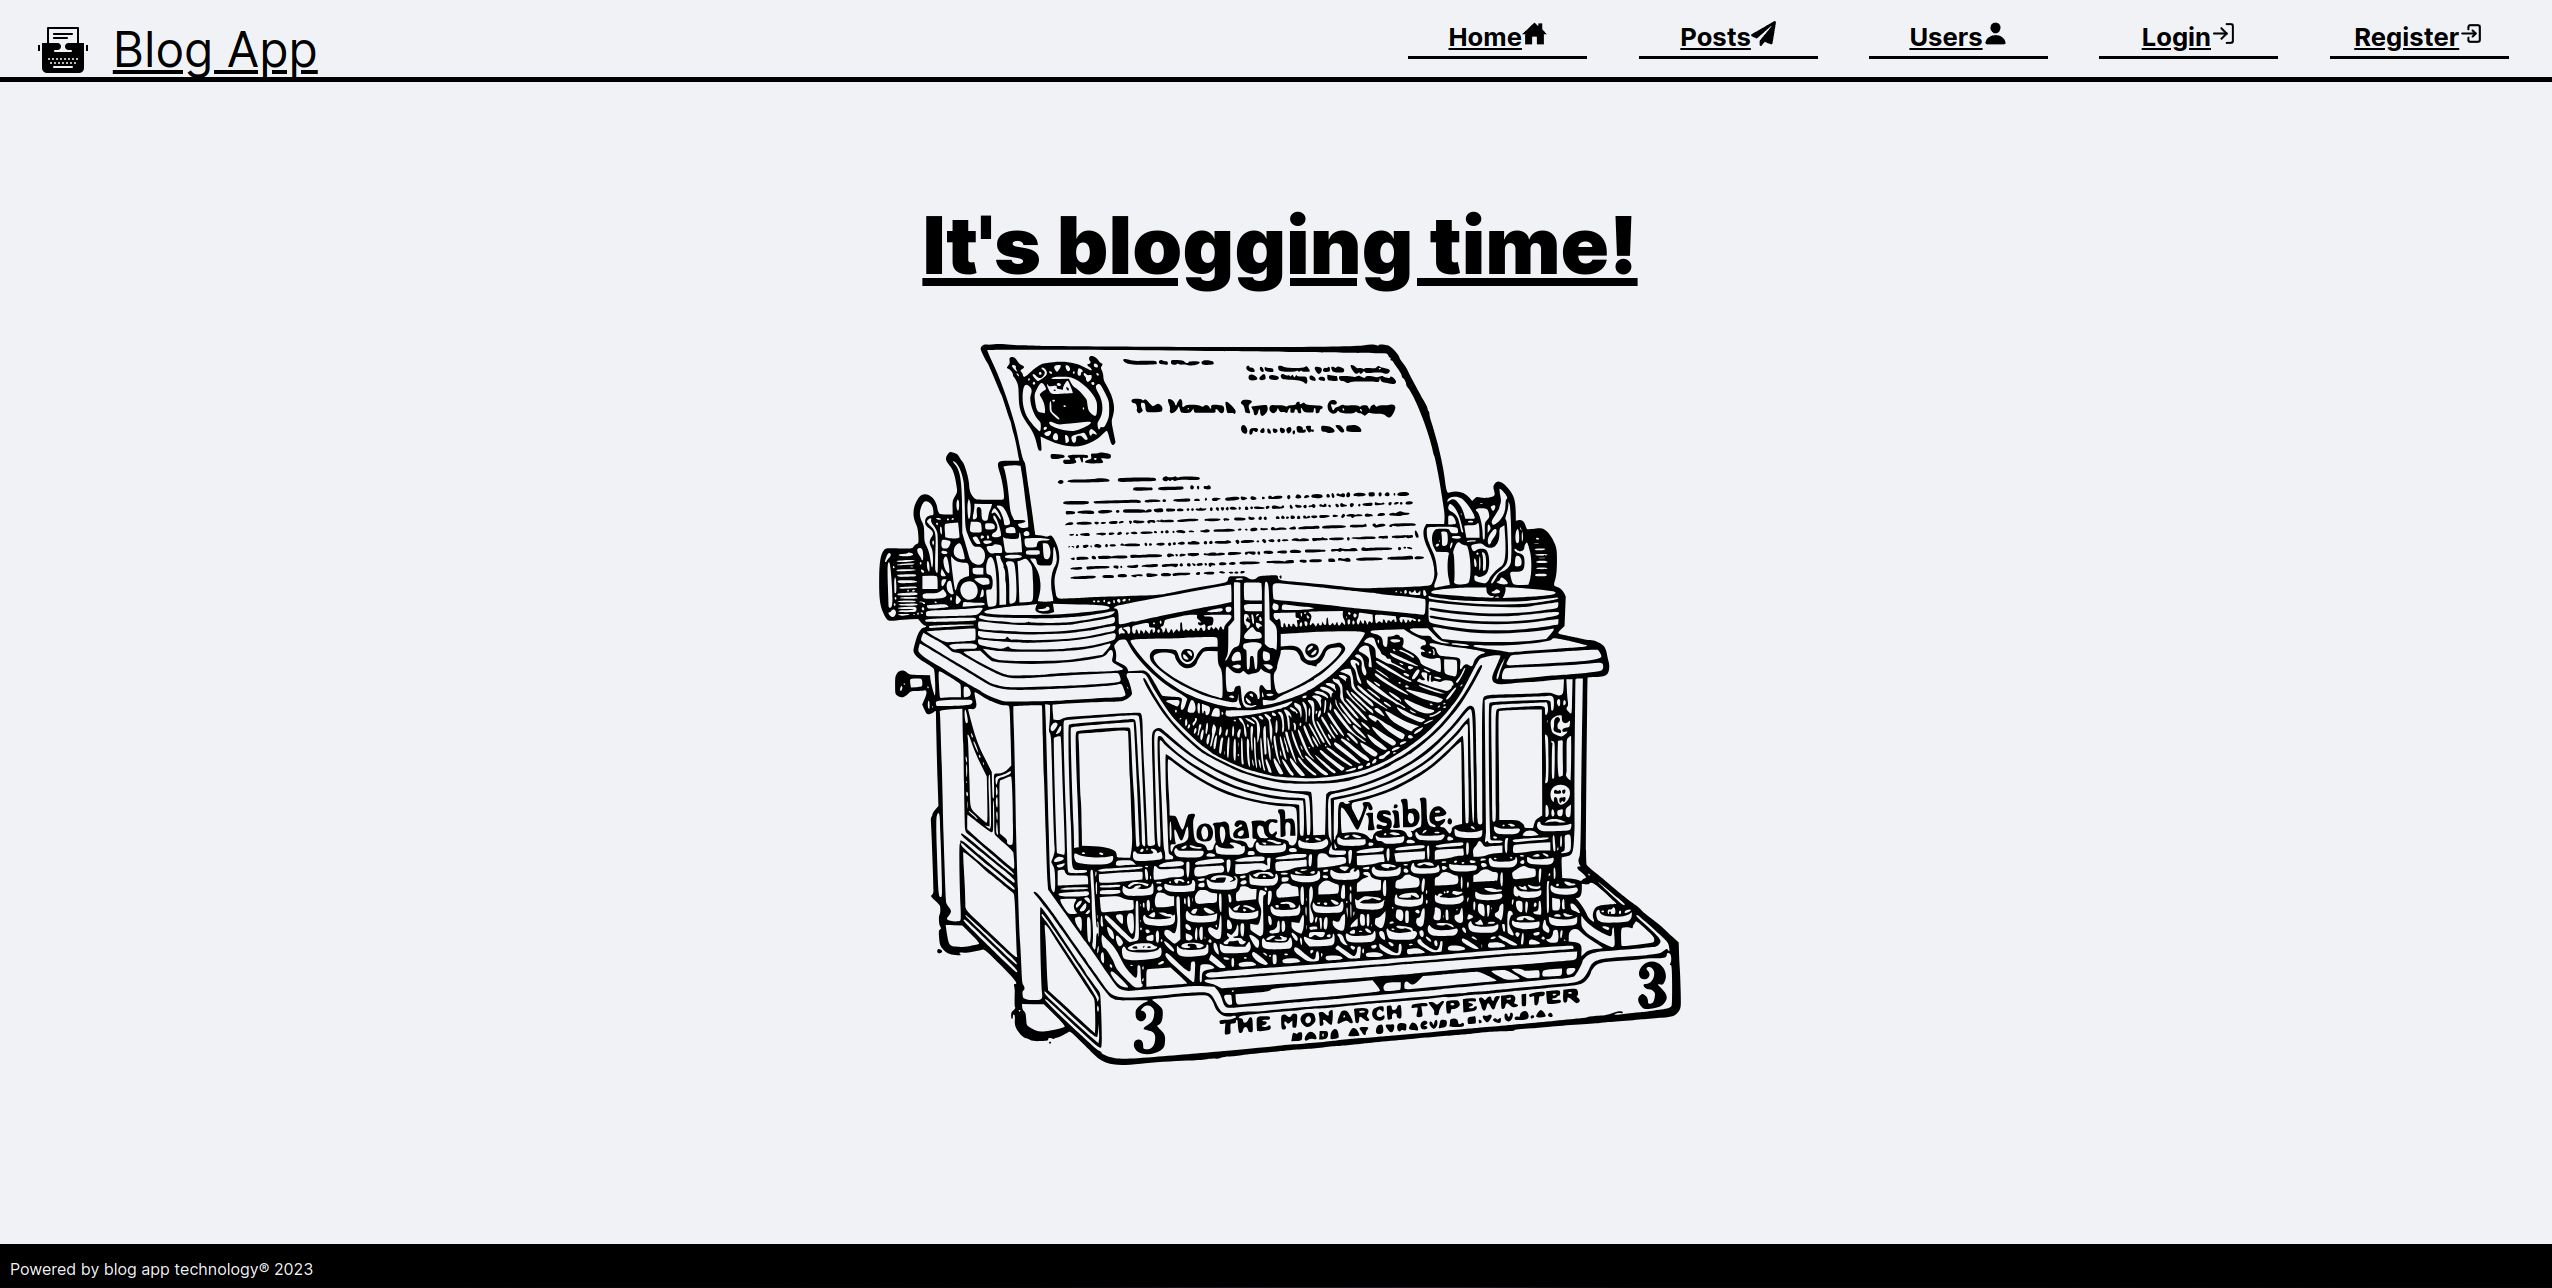 Blog App
Home
Posts
Users
Login
Register
It's blogging time!
The Monarch Typewriter Company
Monarch Visible.
3
THE MONARCH TYPEWRITER
3
MADE AT SYRACUSE N.Y. U.S.A.
Powered by blog app technology® 2023